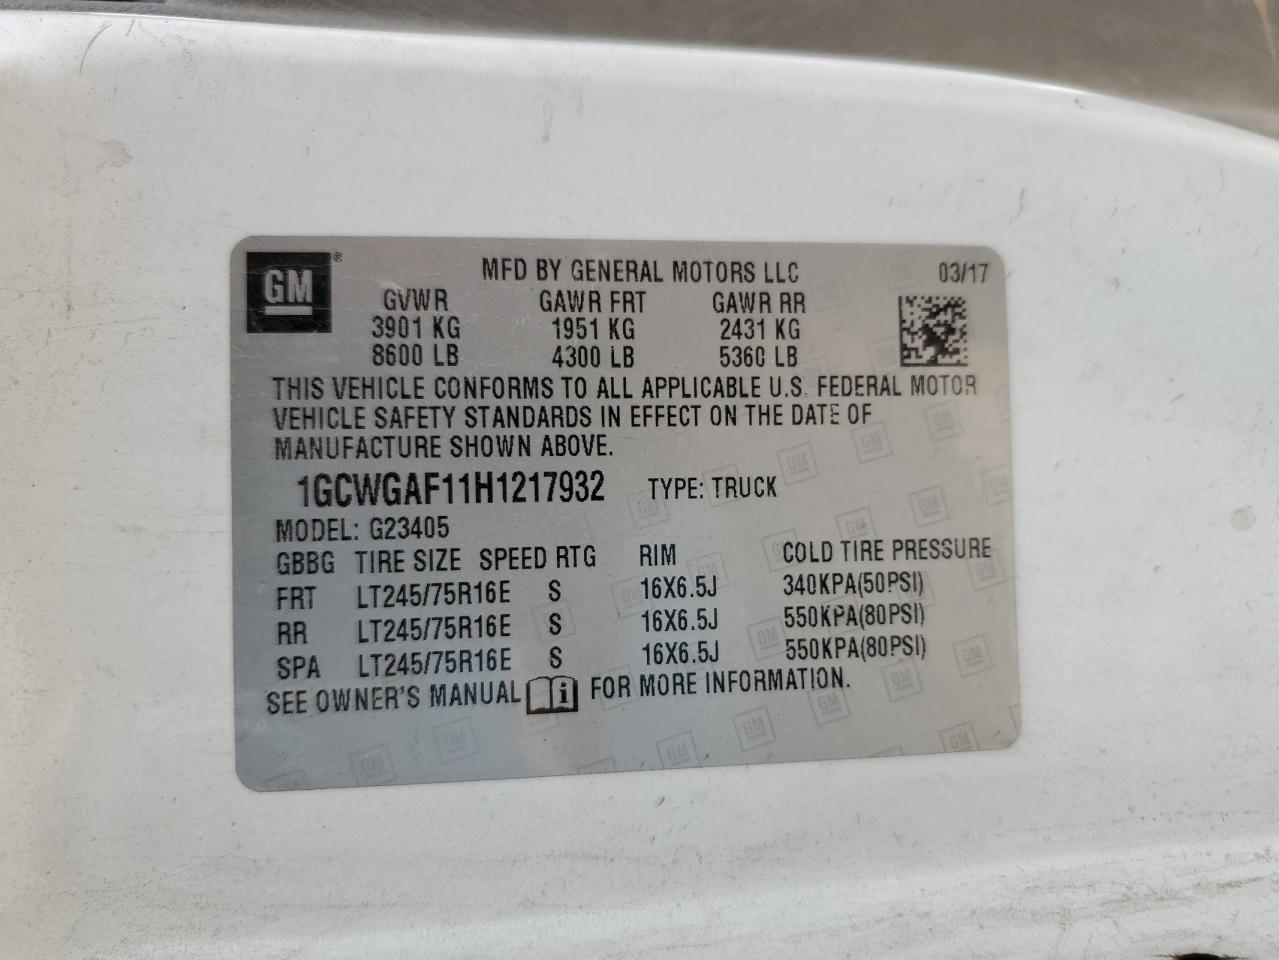 GM ®
MFD BY GENERAL MOTORS LLC 03/17
GVWR GAWR FRT GAWR RR
3901 KG 1951 KG 2431 KG
8600 LB 4300 LB 5360 LB
THIS VEHICLE CONFORMS TO ALL APPLICABLE U.S. FEDERAL MOTOR
VEHICLE SAFETY STANDARDS IN EFFECT ON THE DATE OF
MANUFACTURE SHOWN ABOVE.
1GCWGAF11H1217932 TYPE: TRUCK
MODEL: G23405
GBBG TIRE SIZE SPEED RTG RIM COLD TIRE PRESSURE
FRT LT245/75R16E S 16X6.5J 340KPA(50PSI)
RR LT245/75R16E S 16X6.5J 550KPA(80PSI)
SPA LT245/75R16E S 16X6.5J 550KPA(80PSI)
SEE OWNER'S MANUAL i FOR MORE INFORMATION.